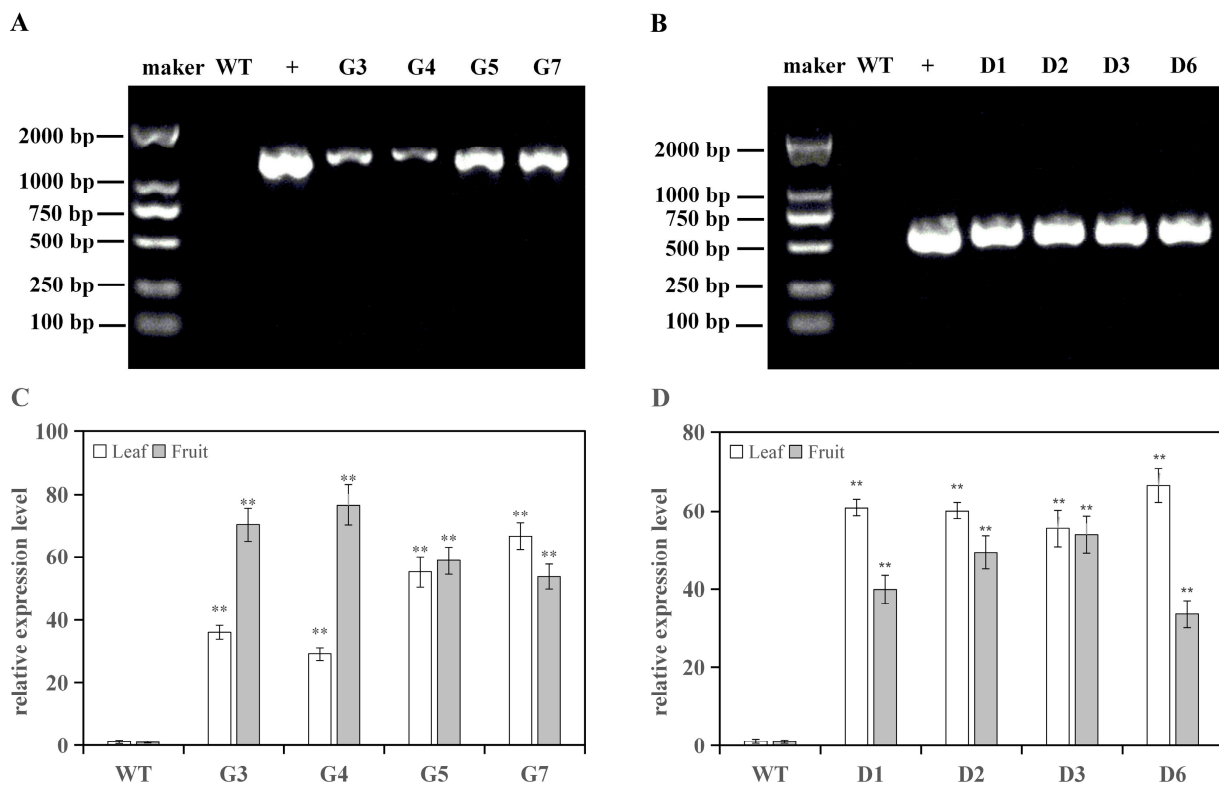 A
maker WT + G3 G4 G5 G7
2000 bp
1000 bp
750 bp
500 bp
250 bp
100 bp
B
maker WT + D1 D2 D3 D6
2000 bp
1000 bp
750 bp
500 bp
250 bp
100 bp
C
relative expression level
100
80
60
40
20
0
Leaf Fruit
** ** ** ** ** ** ** **
WT G3 G4 G5 G7
D
relative expression level
80
60
40
20
0
Leaf Fruit
** ** ** ** ** ** ** **
WT D1 D2 D3 D6